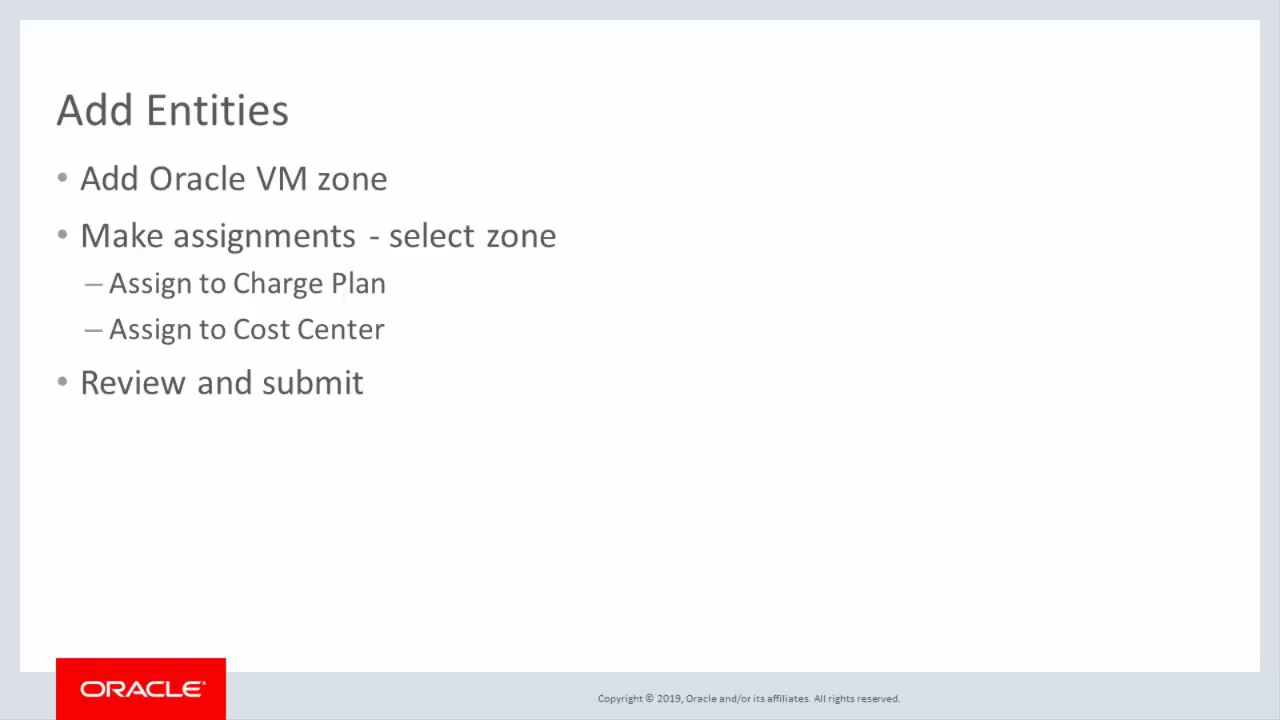 Add Entities
• Add Oracle VM zone
• Make assignments - select zone
– Assign to Charge Plan
– Assign to Cost Center
• Review and submit
ORACLE®
Copyright © 2019, Oracle and/or its affiliates. All rights reserved.